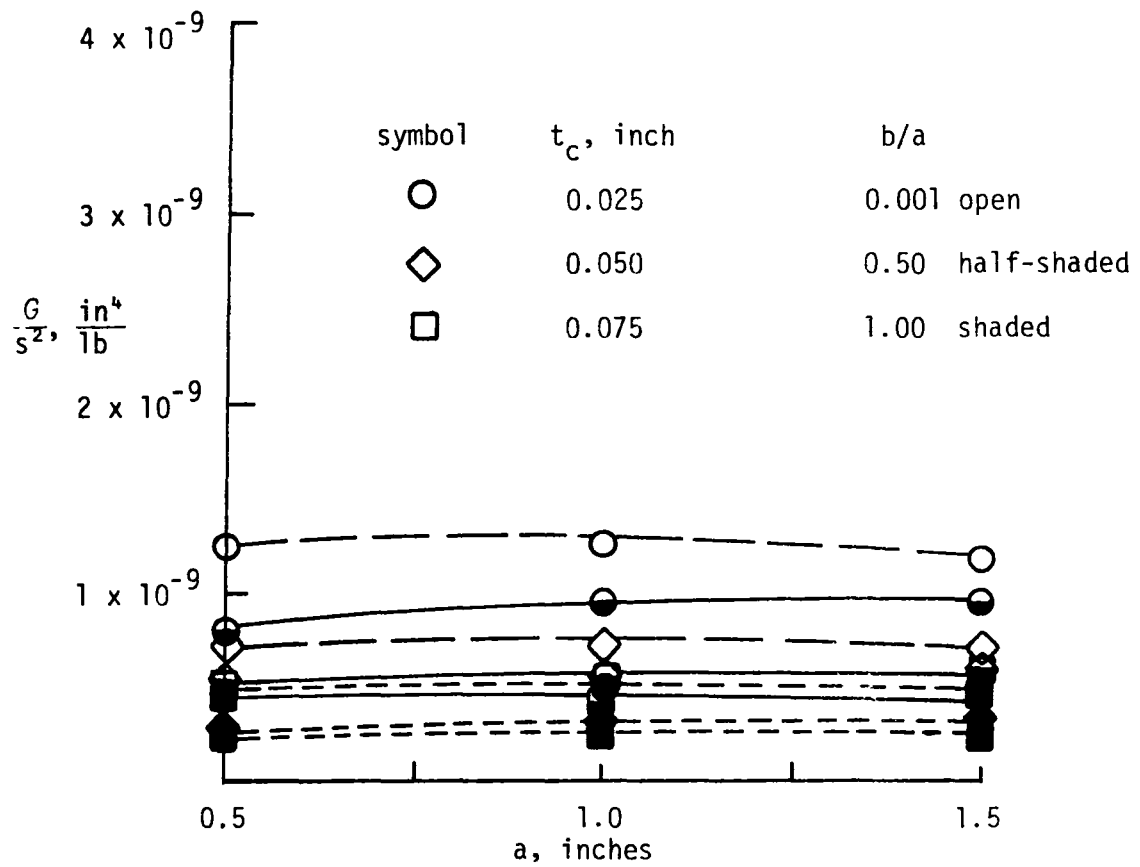 4 x 10⁻⁹
symbol t_c, inch b/a
0.025 0.001 open
3 x 10⁻⁹
0.050 0.50 half-shaded
G/s², in⁴/lb
0.075 1.00 shaded
2 x 10⁻⁹
1 x 10⁻⁹
0.5 1.0 1.5
a, inches